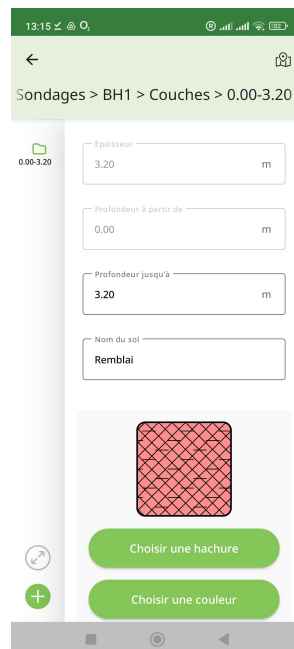 13:15
Sondages > BH1 > Couches > 0.00-3.20
0.00-3.20
Epaisseur
3.20 m
Profondeur à partir de
0.00 m
Profondeur jusqu'à
3.20 m
Nom du sol
Remblai
Choisir une hachure
Choisir une couleur